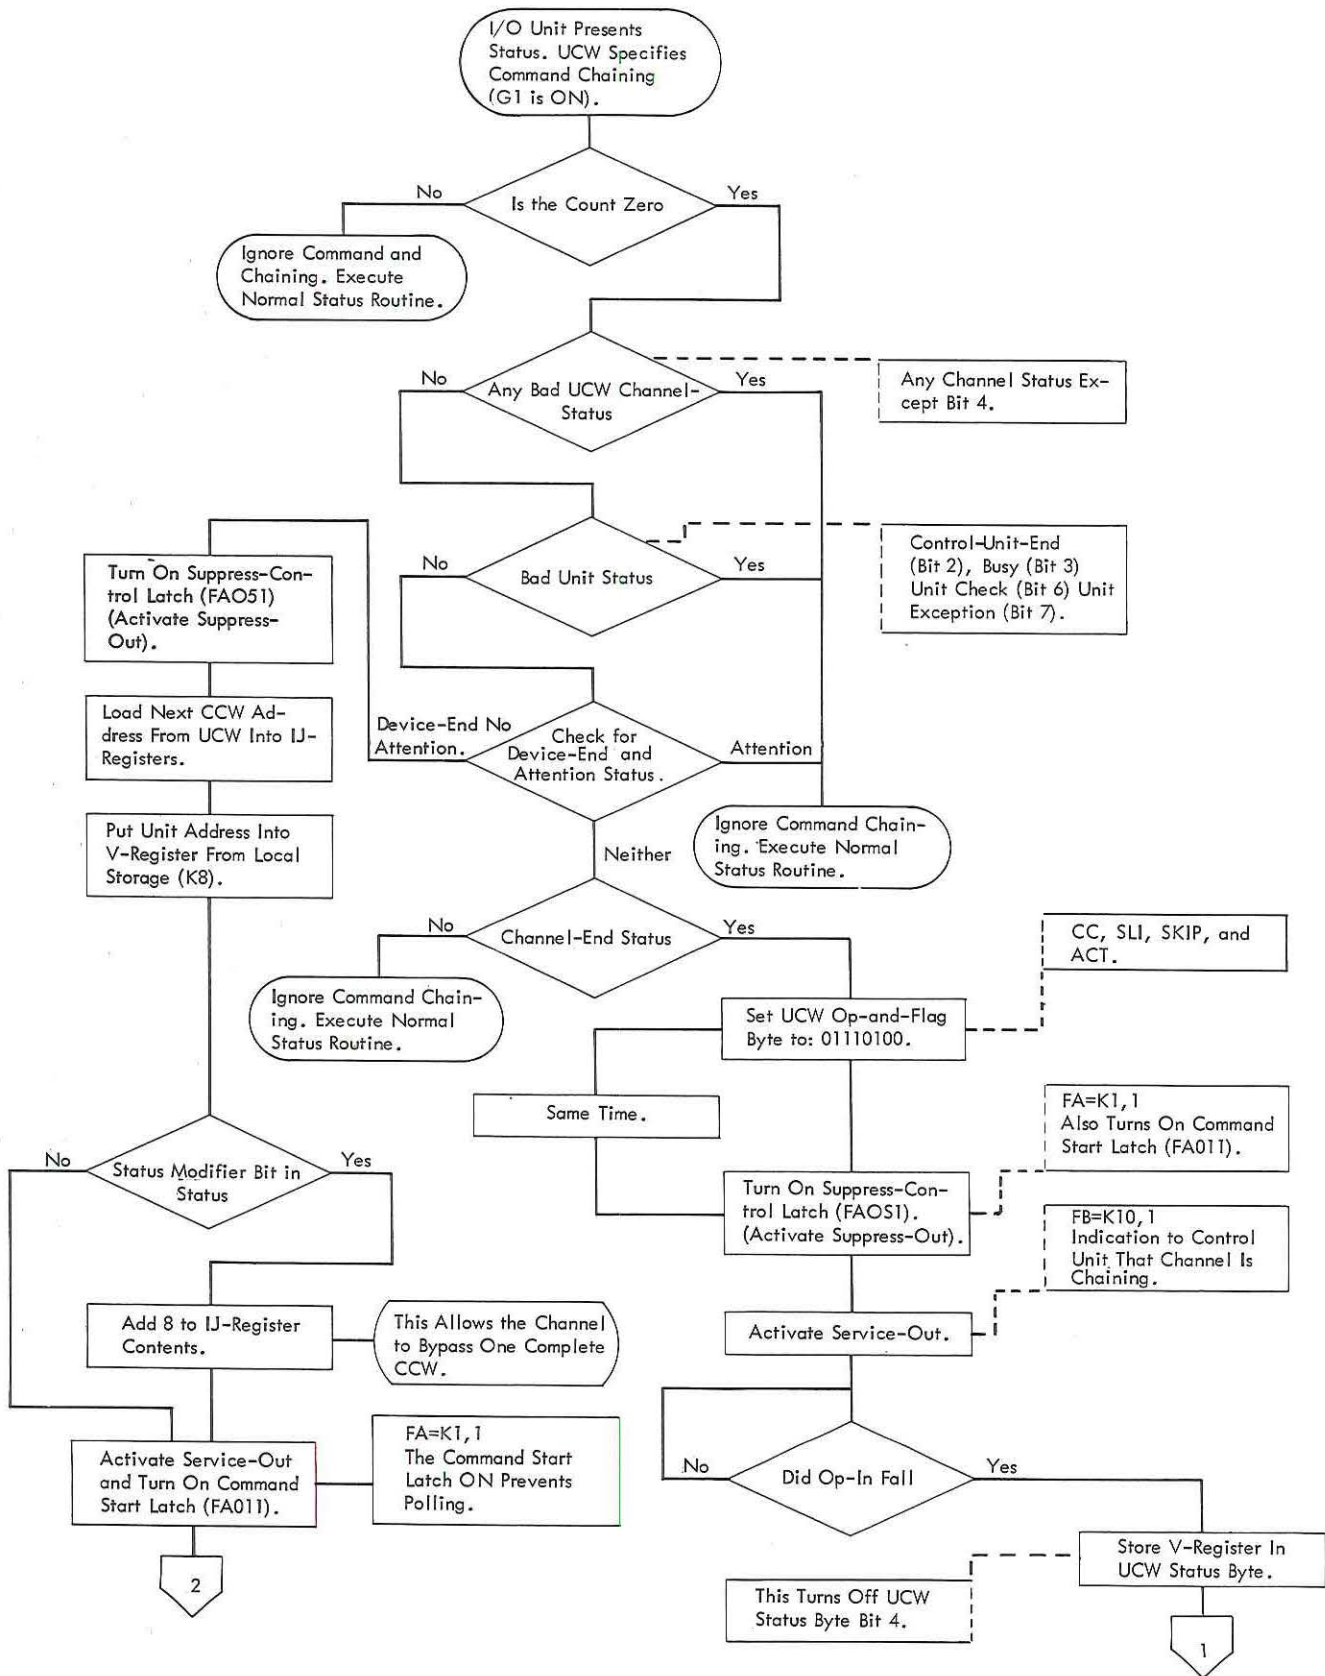 I/O Unit Presents
Status. UCW Specifies
Command Chaining
(G1 is ON).
No
Yes
Is the Count Zero
Ignore Command and
Chaining. Execute
Normal Status Routine.
No
Yes
Any Bad UCW Channel-
Status
Any Channel Status Ex-
cept Bit 4.
No
Yes
Bad Unit Status
Control-Unit-End
(Bit 2), Busy (Bit 3)
Unit Check (Bit 6) Unit
Exception (Bit 7).
Turn On Suppress-Con-
trol Latch (FAO51)
(Activate Suppress-
Out).
Load Next CCW Ad-
dress From UCW Into IJ-
Registers.
Device-End No
Attention.
Check for
Device-End and
Attention Status.
Attention
Put Unit Address Into
V-Register From Local
Storage (K8).
Ignore Command Chain-
ing. Execute Normal
Status Routine.
Neither
No
Yes
Channel-End Status
CC, SLI, SKIP, and
ACT.
Ignore Command Chain-
ing. Execute Normal
Status Routine.
Set UCW Op-and-Flag
Byte to: 01110100.
Same Time.
FA=K1,1
Also Turns On Command
Start Latch (FA011).
No
Yes
Status Modifier Bit in
Status
Turn On Suppress-Con-
trol Latch (FAOS1).
(Activate Suppress-Out).
FB=K10,1
Indication to Control
Unit That Channel Is
Chaining.
Add 8 to IJ-Register
Contents.
This Allows the Channel
to Bypass One Complete
CCW.
Activate Service-Out.
Activate Service-Out
and Turn On Command
Start Latch (FA011).
FA=K1,1
The Command Start
Latch ON Prevents
Polling.
No
Yes
Did Op-In Fall
2
Store V-Register In
UCW Status Byte.
This Turns Off UCW
Status Byte Bit 4.
1